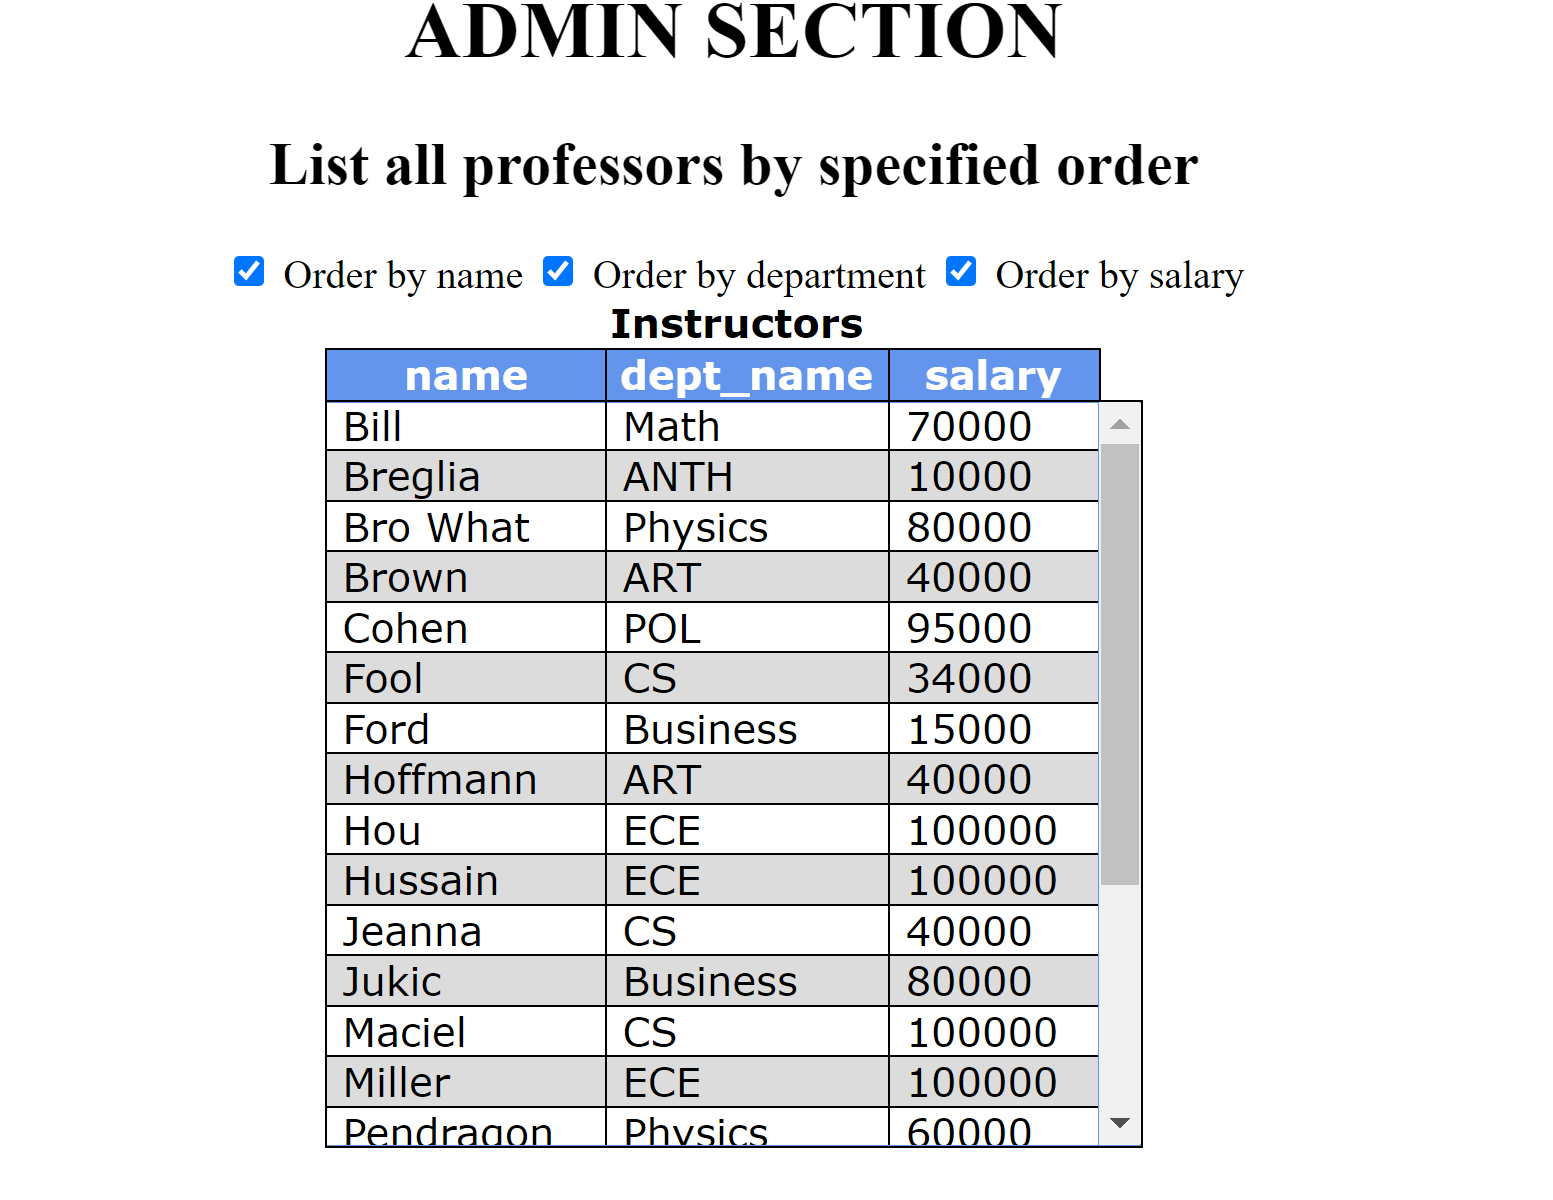 ADMIN SECTION
List all professors by specified order
Order by name Order by department Order by salary
Instructors
name dept_name salary
Bill Math 70000
Breglia ANTH 10000
Bro What Physics 80000
Brown ART 40000
Cohen POL 95000
Fool CS 34000
Ford Business 15000
Hoffmann ART 40000
Hou ECE 100000
Hussain ECE 100000
Jeanna CS 40000
Jukic Business 80000
Maciel CS 100000
Miller ECE 100000
Pendragon Physics 60000